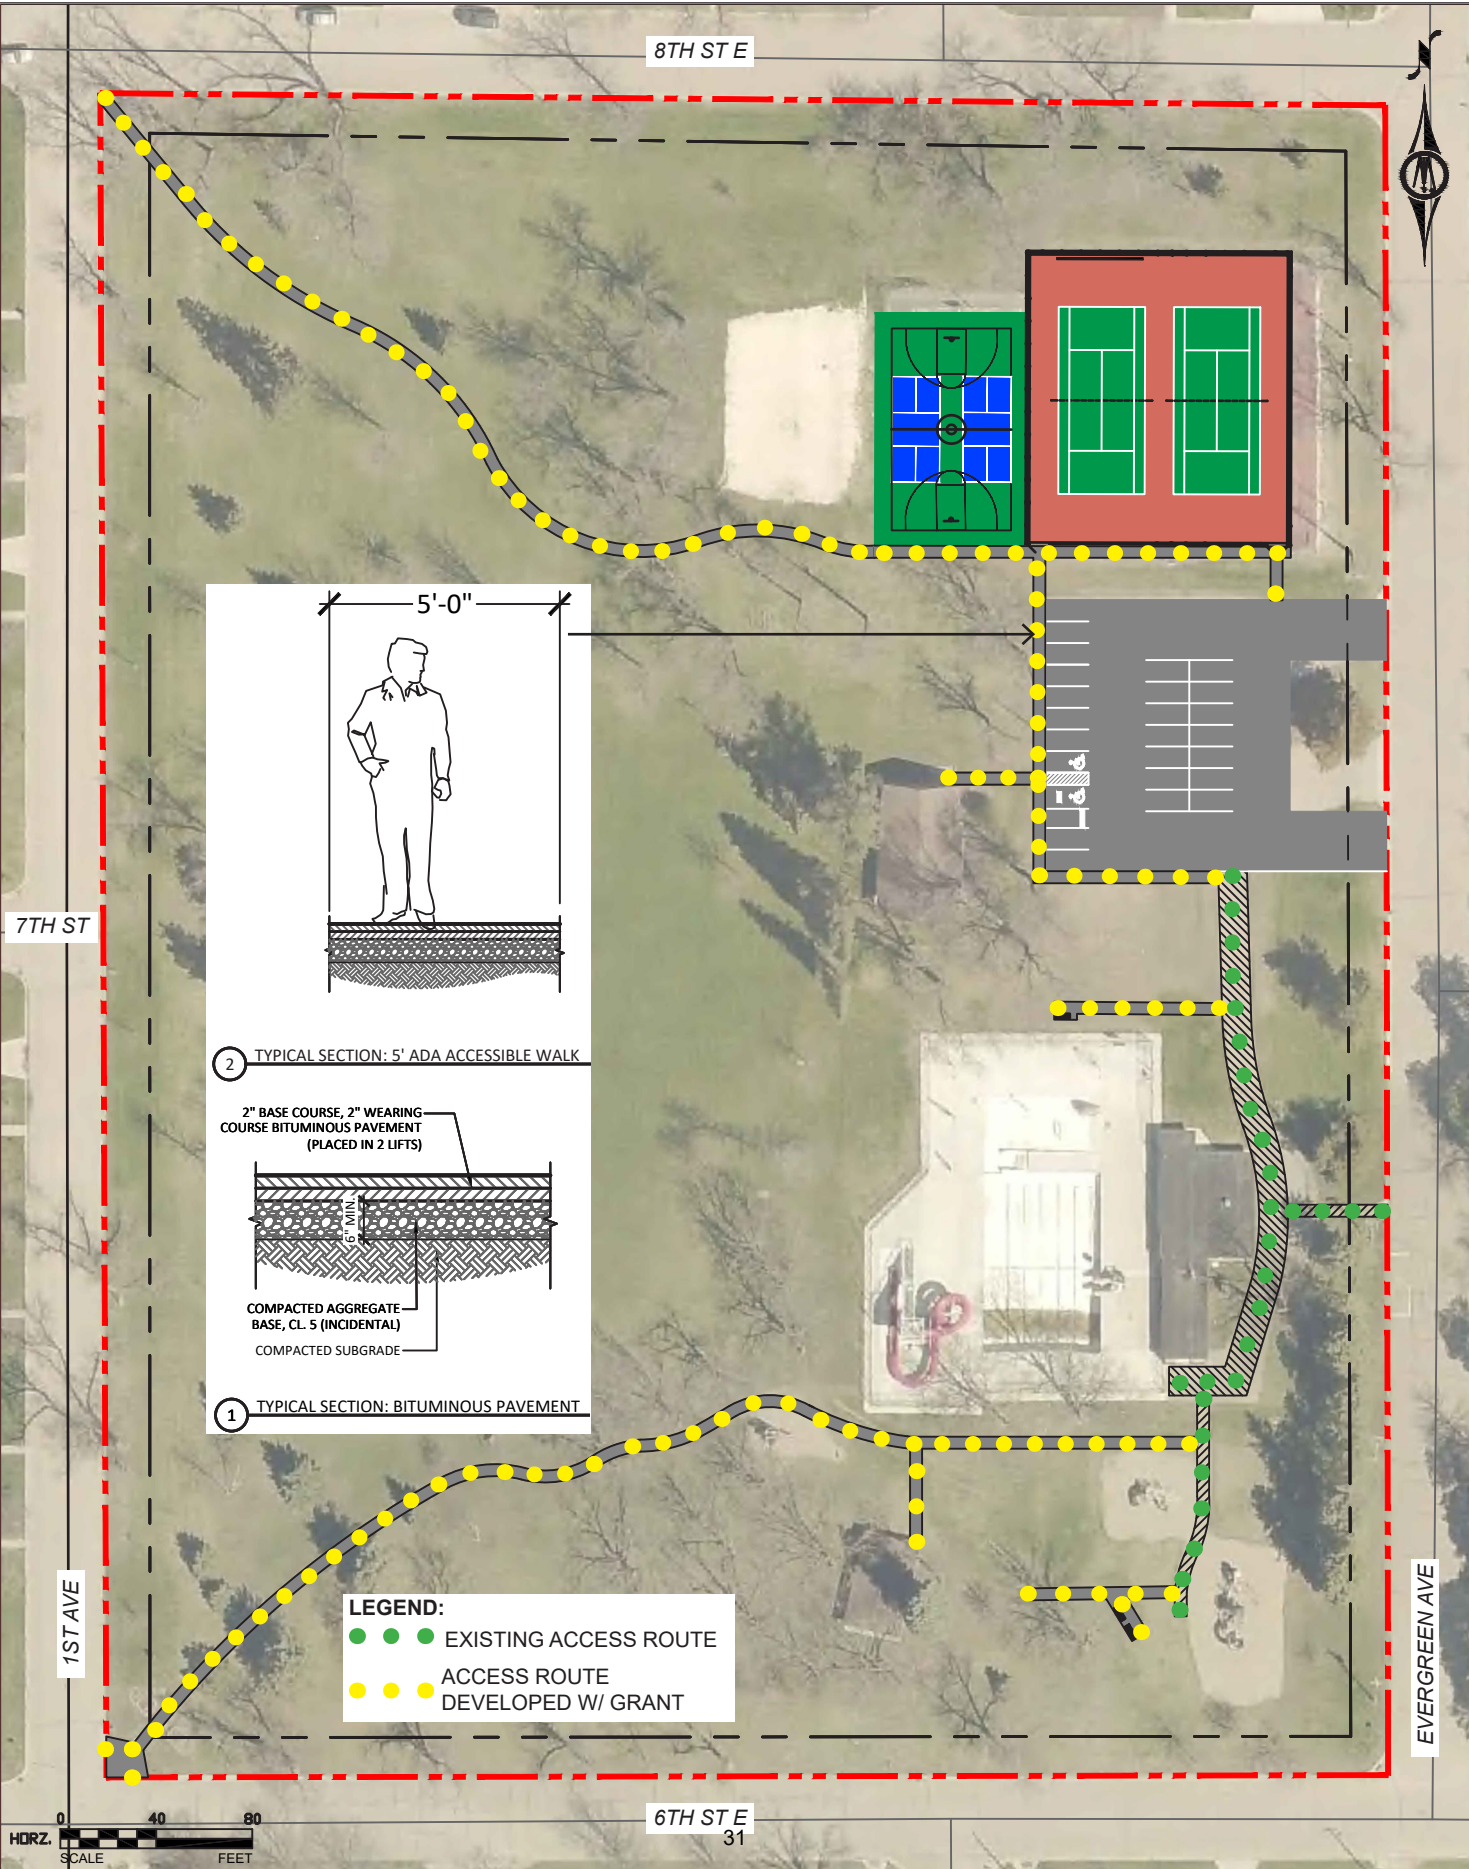 8TH ST E
N
5'-0"
7TH ST
2 TYPICAL SECTION: 5' ADA ACCESSIBLE WALK
2" BASE COURSE, 2" WEARING
COURSE BITUMINOUS PAVEMENT
(PLACED IN 2 LIFTS)
6" MIN.
COMPACTED AGGREGATE
BASE, CL. 5 (INCIDENTAL)
COMPACTED SUBGRADE
1 TYPICAL SECTION: BITUMINOUS PAVEMENT
1ST AVE
LEGEND:
EXISTING ACCESS ROUTE
ACCESS ROUTE
DEVELOPED W/ GRANT
EVERGREEN AVE
6TH ST E
31
0 40 80
HORZ.
SCALE FEET